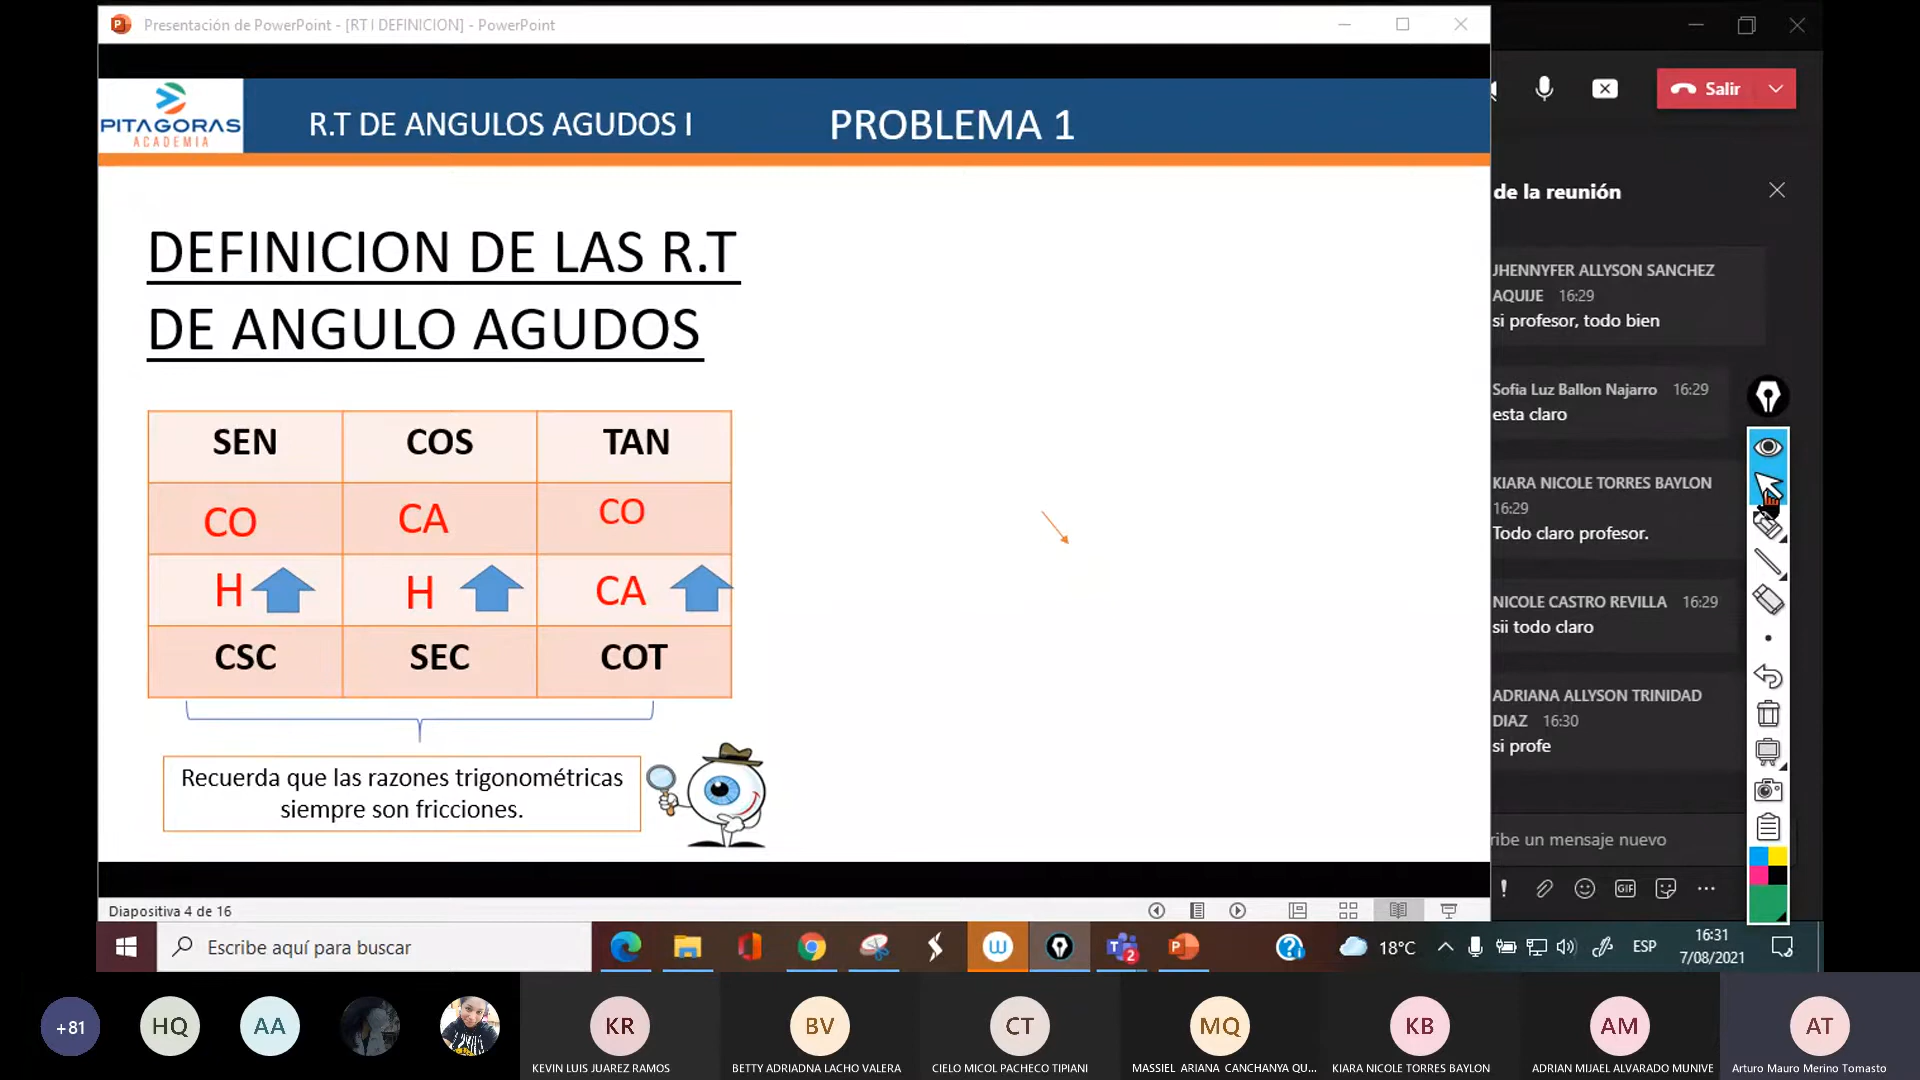 Presentación de PowerPoint - [RT I DEFINICION] - PowerPoint
PITAGORAS
ACADEMIA
R.T DE ANGULOS AGUDOS I
PROBLEMA 1
DEFINICION DE LAS R.T
DE ANGULO AGUDOS
SEN COS TAN
CO CA CO
H H CA
CSC SEC COT
Recuerda que las razones trigonométricas
siempre son fricciones.
Diapositiva 4 de 16
Salir
de la reunión
JHENNYFER ALLYSON SANCHEZ
AQUIJE 16:29
si profesor, todo bien
Sofia Luz Ballon Najarro 16:29
esta claro
KIARA NICOLE TORRES BAYLON
16:29
Todo claro profesor.
NICOLE CASTRO REVILLA 16:29
sii todo claro
ADRIANA ALLYSON TRINIDAD
DIAZ 16:30
si profe
ribe un mensaje nuevo
GIF
Escribe aquí para buscar
W
2
18°C
ESP
16:31
7/08/2021
+81
HQ
AA
KR
BV
CT
MQ
KB
AM
AT
KEVIN LUIS JUAREZ RAMOS
BETTY ADRIADNA LACHO VALERA
CIELO MICOL PACHECO TIPIANI
MASSIEL ARIANA CANCHANYA QU...
KIARA NICOLE TORRES BAYLON
ADRIAN MIJAEL ALVARADO MUNIVE
Arturo Mauro Merino Tomasto